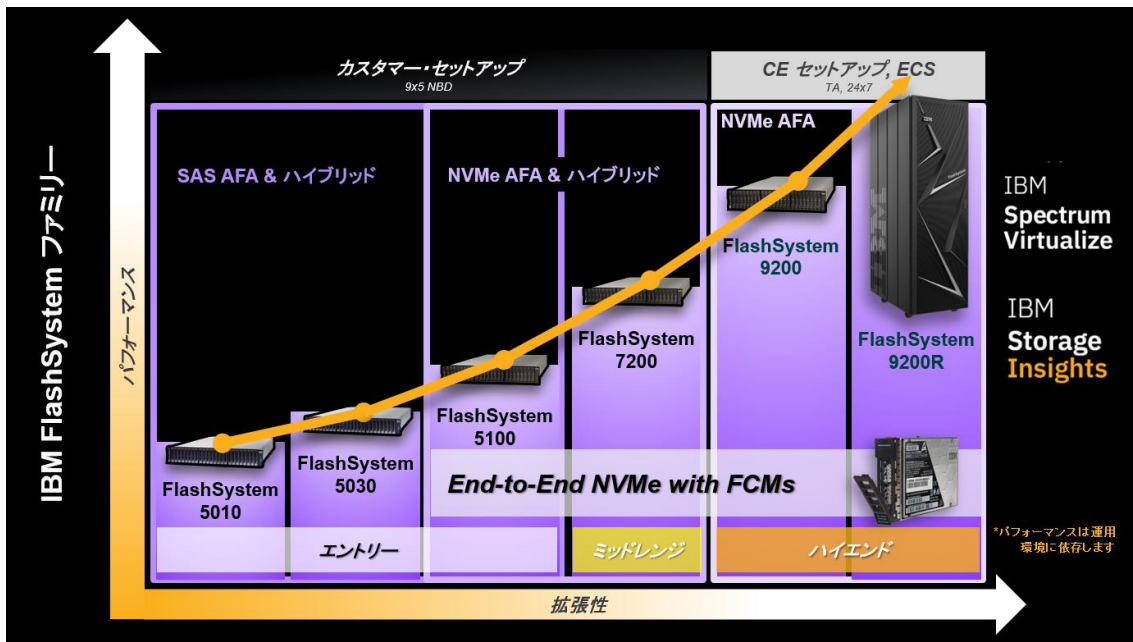 IBM FlashSystem ファミリー
パフォーマンス
カスタマー・セットアップ
9x5 NBD
CE セットアップ, ECS
TA, 24x7
SAS AFA & ハイブリッド
NVMe AFA & ハイブリッド
NVMe AFA
FlashSystem
5010
FlashSystem
5030
FlashSystem
5100
FlashSystem
7200
FlashSystem
9200
FlashSystem
9200R
End-to-End NVMe with FCMs
エントリー
ミッドレンジ
ハイエンド
拡張性
IBM
Spectrum
Virtualize
IBM
Storage
Insights
*パフォーマンスは運用
環境に依存します